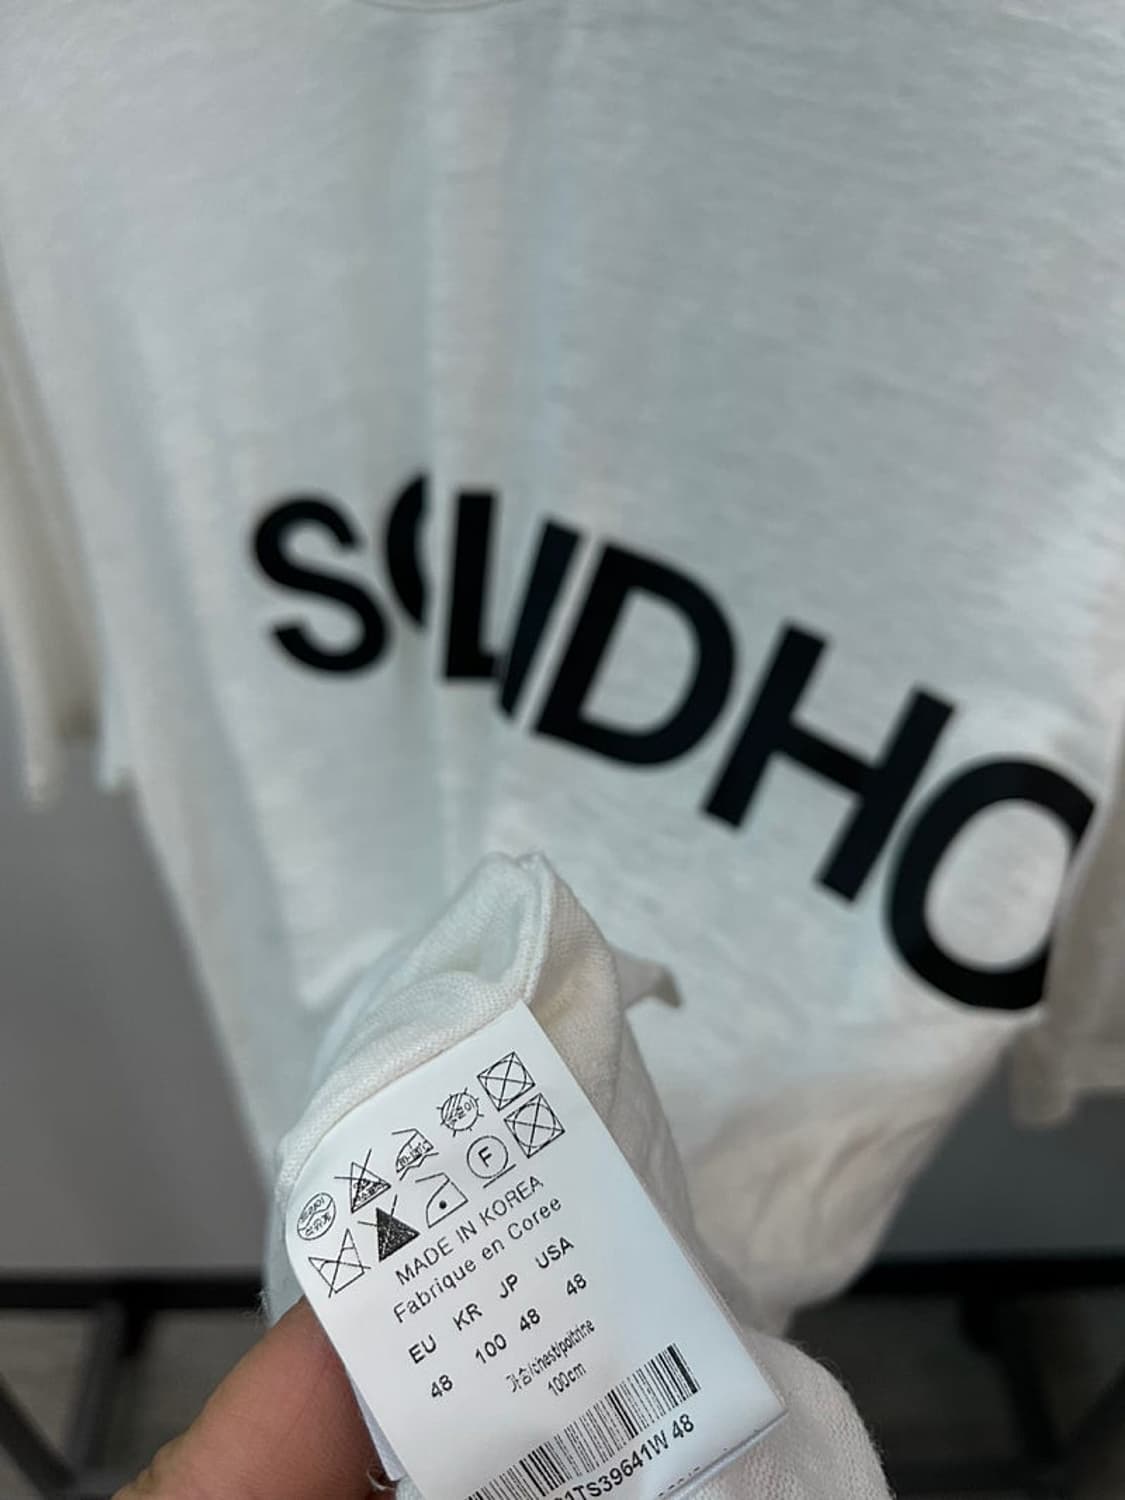 SOLIDHO
F
MADE IN KOREA
Fabrique en Coree
EU KR JP USA
48 100 48 48
가슴/chest/poitrine
100cm
1TS39641W 48